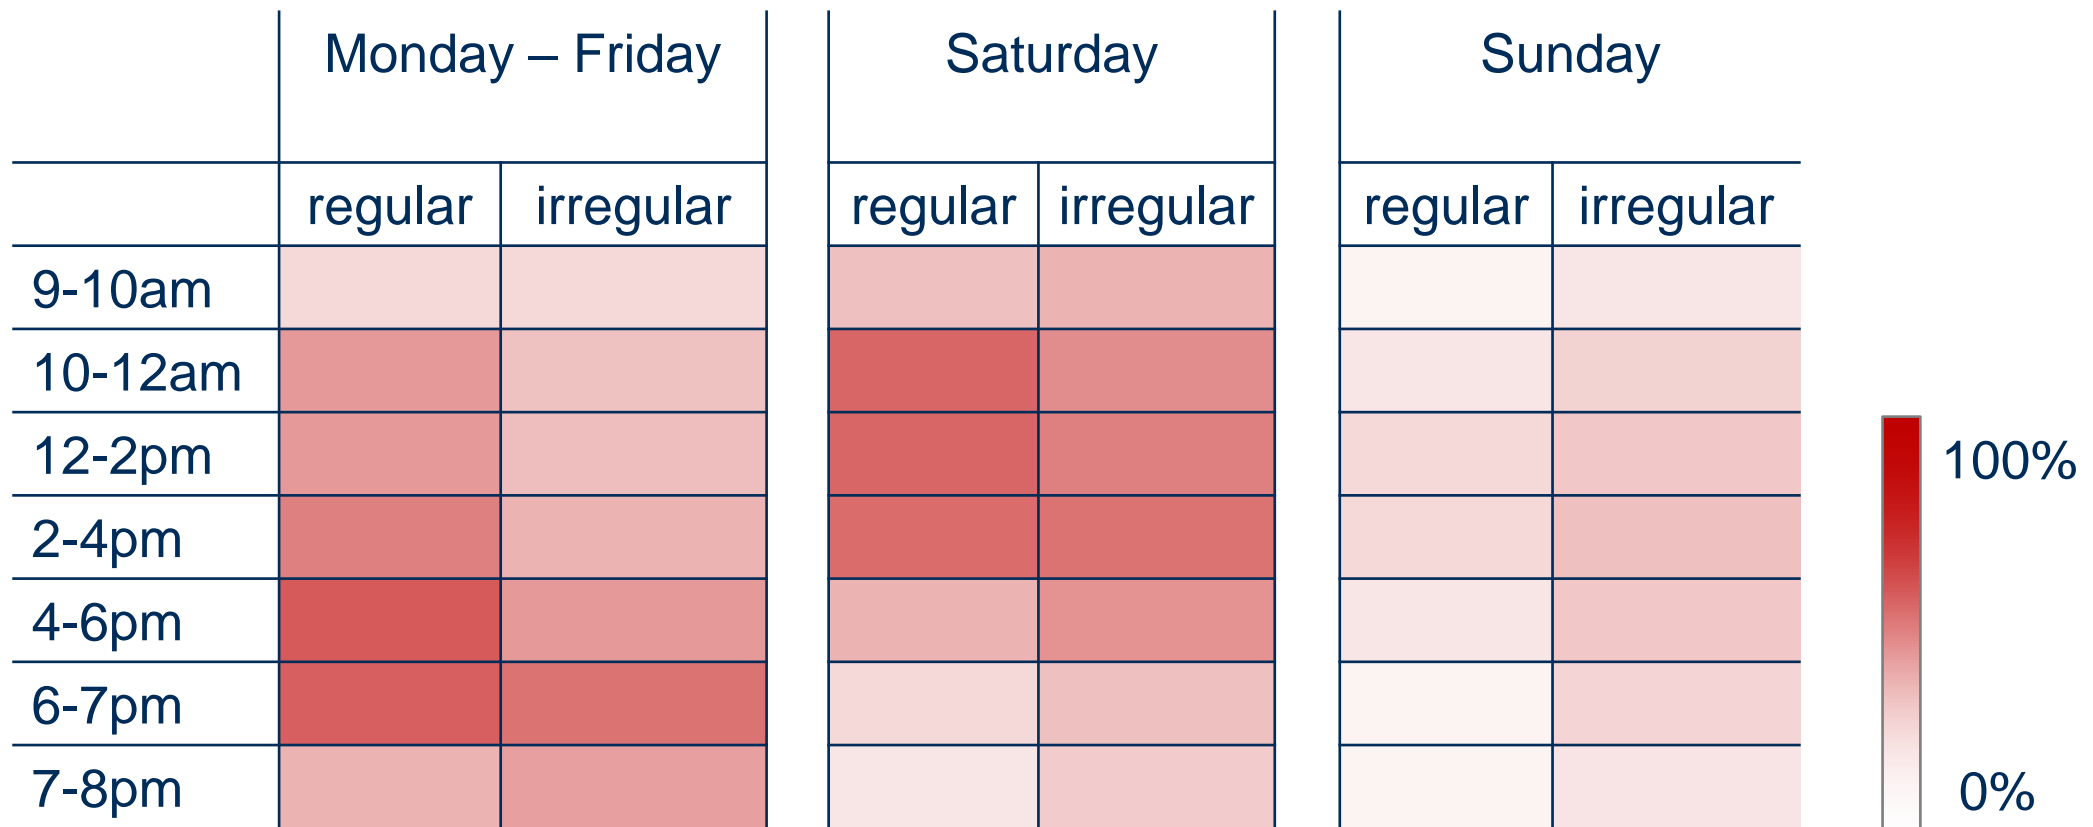 Monday – Friday Saturday Sunday
regular irregular regular irregular regular irregular
9-10am
10-12am
12-2pm
100%
2-4pm
4-6pm
6-7pm
7-8pm
0%